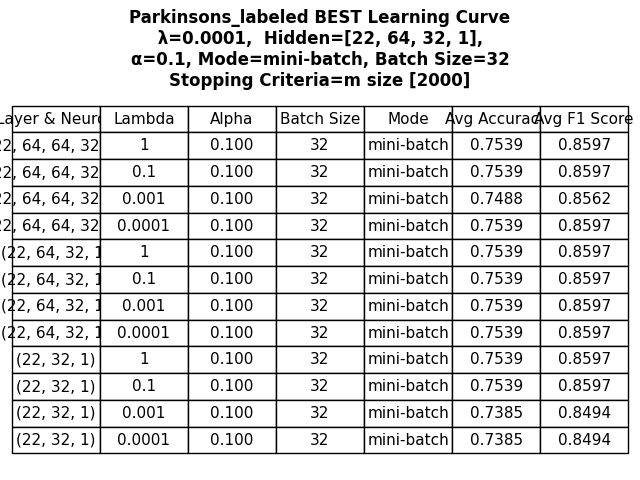 Parkinsons_labeled BEST Learning Curve
λ=0.0001, Hidden=[22, 64, 32, 1],
α=0.1, Mode=mini-batch, Batch Size=32
Stopping Criteria=m size [2000]
Layer & Neuro Lambda Alpha Batch Size Mode Avg Accurac Avg F1 Score
22, 64, 64, 32 1 0.100 32 mini-batch 0.7539 0.8597
22, 64, 64, 32 0.1 0.100 32 mini-batch 0.7539 0.8597
22, 64, 64, 32 0.001 0.100 32 mini-batch 0.7488 0.8562
22, 64, 64, 32 0.0001 0.100 32 mini-batch 0.7539 0.8597
(22, 64, 32, 1 1 0.100 32 mini-batch 0.7539 0.8597
(22, 64, 32, 1 0.1 0.100 32 mini-batch 0.7539 0.8597
(22, 64, 32, 1 0.001 0.100 32 mini-batch 0.7539 0.8597
(22, 64, 32, 1 0.0001 0.100 32 mini-batch 0.7539 0.8597
(22, 32, 1) 1 0.100 32 mini-batch 0.7539 0.8597
(22, 32, 1) 0.1 0.100 32 mini-batch 0.7539 0.8597
(22, 32, 1) 0.001 0.100 32 mini-batch 0.7385 0.8494
(22, 32, 1) 0.0001 0.100 32 mini-batch 0.7385 0.8494